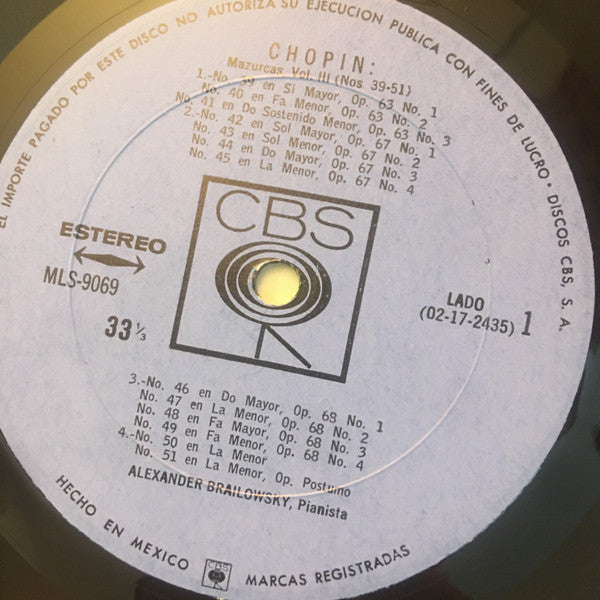 EL IMPORTE PAGADO POR ESTE DISCO NO AUTORIZA SU EJECUCION PUBLICA CON FINES DE LUCRO • DISCOS CBS, S. A.
CHOPIN:
Mazurcas Vol. III (Nos 39-51)
1.-No. 39 en Si Mayor, Op. 63 No. 1
No. 40 en Fa Menor, Op. 63 No. 2
No. 41 en Do Sostenido Menor, Op. 63 No. 3
2.-No. 42 en Sol Mayor, Op. 67 No. 1
No. 43 en Sol Menor, Op. 67 No. 2
No. 44 en Do Mayor, Op. 67 No. 3
No. 45 en La Menor, Op. 67 No. 4
CBS
ESTEREO
MLS-9069
33⅓
LADO
(02-17-2435) 1
3.-No. 46 en Do Mayor, Op. 68 No. 1
No. 47 en La Menor, Op. 68 No. 2
No. 48 en Fa Mayor, Op. 68 No. 3
No. 49 en Fa Menor, Op. 68 No. 4
4.-No. 50 en La Menor
No. 51 en La Menor, Op. Postumo
ALEXANDER BRAILOWSKY, Pianista
HECHO EN MEXICO
CBS
MARCAS REGISTRADAS